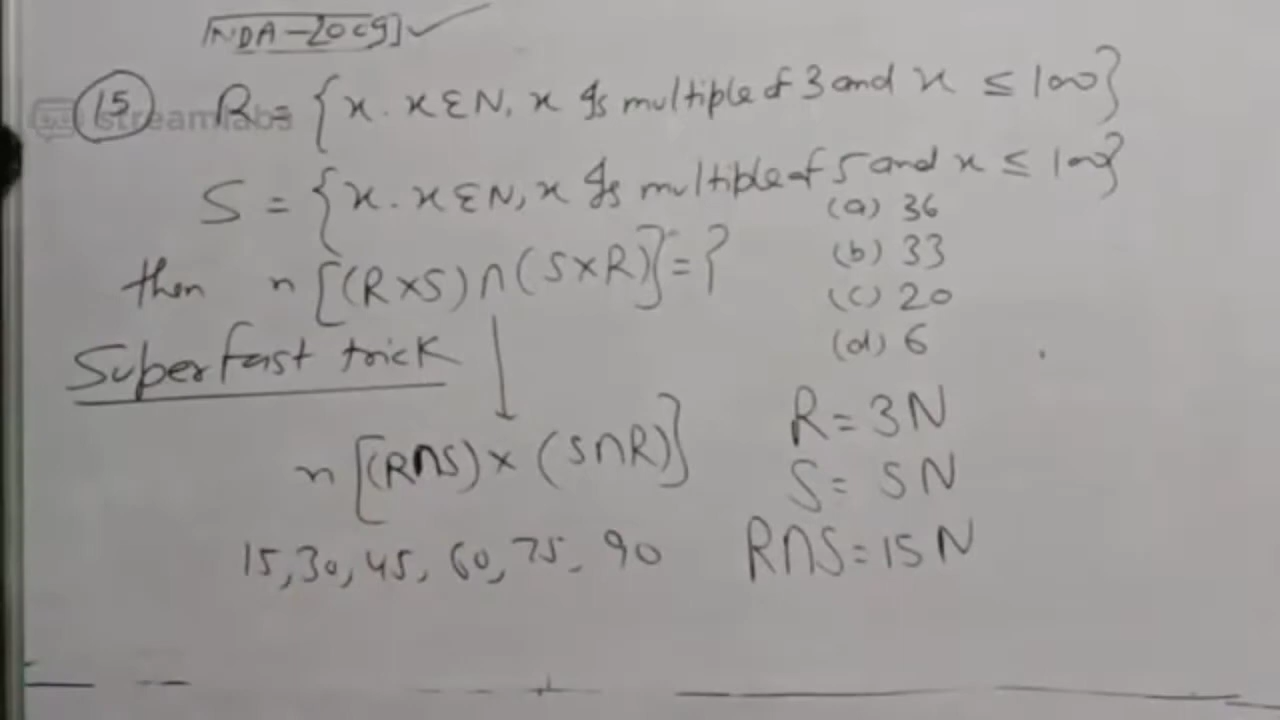 NDA-2009
15 R = {x. x ∈ N, x is multiple of 3 and x ≤ 100}
streamlabs
S = {x. x ∈ N, x is multiple of 5 and x ≤ 100}
(a) 36
then n[(R×S)∩(S×R)] = ?
(b) 33
(c) 20
Superfast trick
(d) 6
R = 3N
n[(R∩S)×(S∩R)]
S = 5N
15, 30, 45, 60, 75, 90
R∩S = 15N